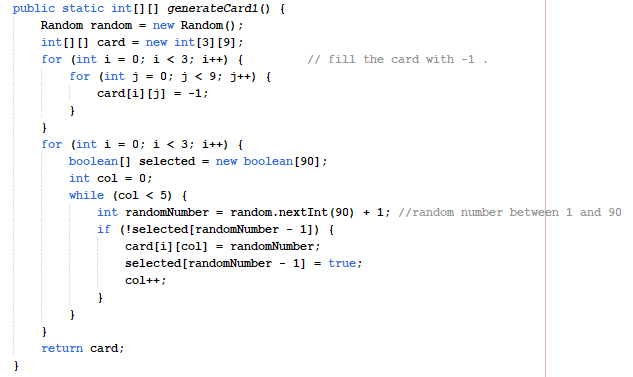 public static int[][] generateCard1() {
    Random random = new Random();
    int[][] card = new int[3][9];
    for (int i = 0; i < 3; i++) {         // fill the card with -1 .
        for (int j = 0; j < 9; j++) {
            card[i][j] = -1;
        }
    }
    for (int i = 0; i < 3; i++) {
        boolean[] selected = new boolean[90];
        int col = 0;
        while (col < 5) {
            int randomNumber = random.nextInt(90) + 1; //random number between 1 and 90
            if (!selected[randomNumber - 1]) {
                card[i][col] = randomNumber;
                selected[randomNumber - 1] = true;
                col++;
            }
        }
    }
    return card;
}